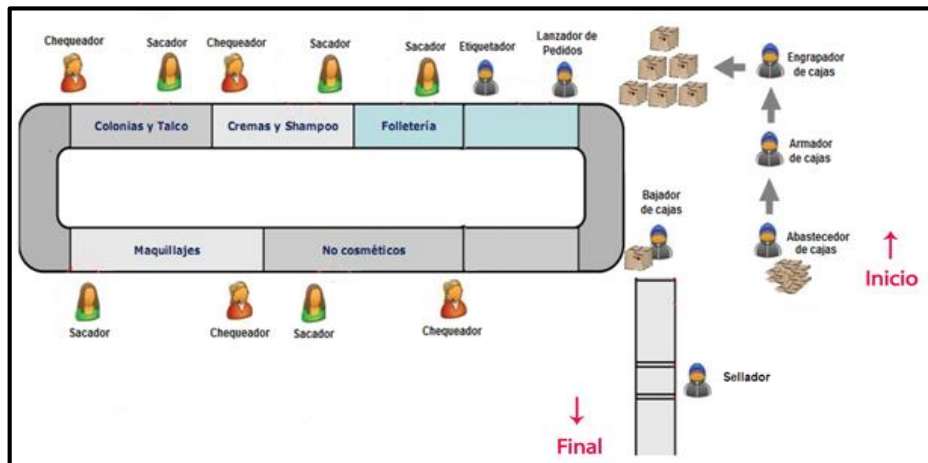 Chequeador
Sacador
Chequeador
Sacador
Sacador
Etiquetador
Lanzador de
Pedidos
Engrapador
de cajas
Colonias y Talco
Cremas y Shampoo
Folletería
Armador
de cajas
Bajador
de cajas
Abastecedor
de cajas
Inicio
Maquillajes
No cosméticos
Sacador
Chequeador
Sacador
Chequeador
Sellador
Final